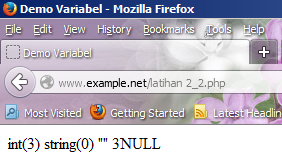 Demo Variabel - Mozilla Firefox
File Edit View History Bookmarks Tools Help
Demo Variabel
www.example.net/latihan 2_2.php
Most Visited Getting Started Latest Headlin
int(3) string(0) "" 3NULL